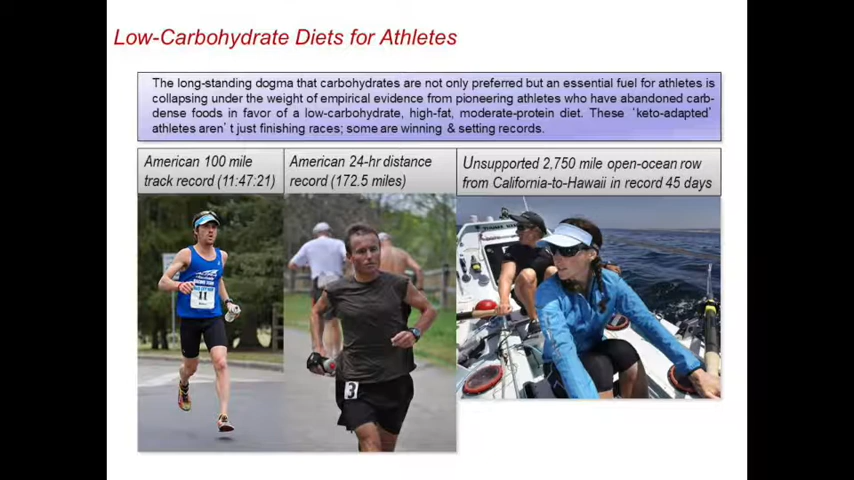 Low-Carbohydrate Diets for Athletes
The long-standing dogma that carbohydrates are not only preferred but an essential fuel for athletes is
collapsing under the weight of empirical evidence from pioneering athletes who have abandoned carb-
dense foods in favor of a low-carbohydrate, high-fat, moderate-protein diet. These ‘keto-adapted’
athletes aren’t just finishing races; some are winning & setting records.
American 100 mile
track record (11:47:21)
American 24-hr distance
record (172.5 miles)
Unsupported 2,750 mile open-ocean row
from California-to-Hawaii in record 45 days
11
3